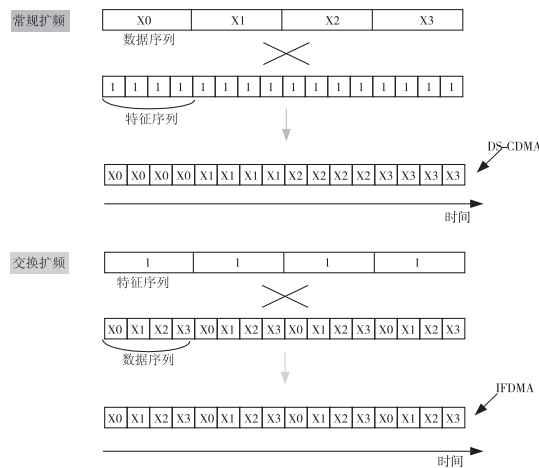 常规扩频
X0 X1 X2 X3
数据序列
1 1 1 1 1 1 1 1 1 1 1 1 1 1 1 1
特征序列
DS-CDMA
X0 X0 X0 X0 X1 X1 X1 X1 X2 X2 X2 X2 X3 X3 X3 X3
时间
交换扩频
1 1 1 1
特征序列
X0 X1 X2 X3 X0 X1 X2 X3 X0 X1 X2 X3 X0 X1 X2 X3
数据序列
IFDMA
X0 X1 X2 X3 X0 X1 X2 X3 X0 X1 X2 X3 X0 X1 X2 X3
时间